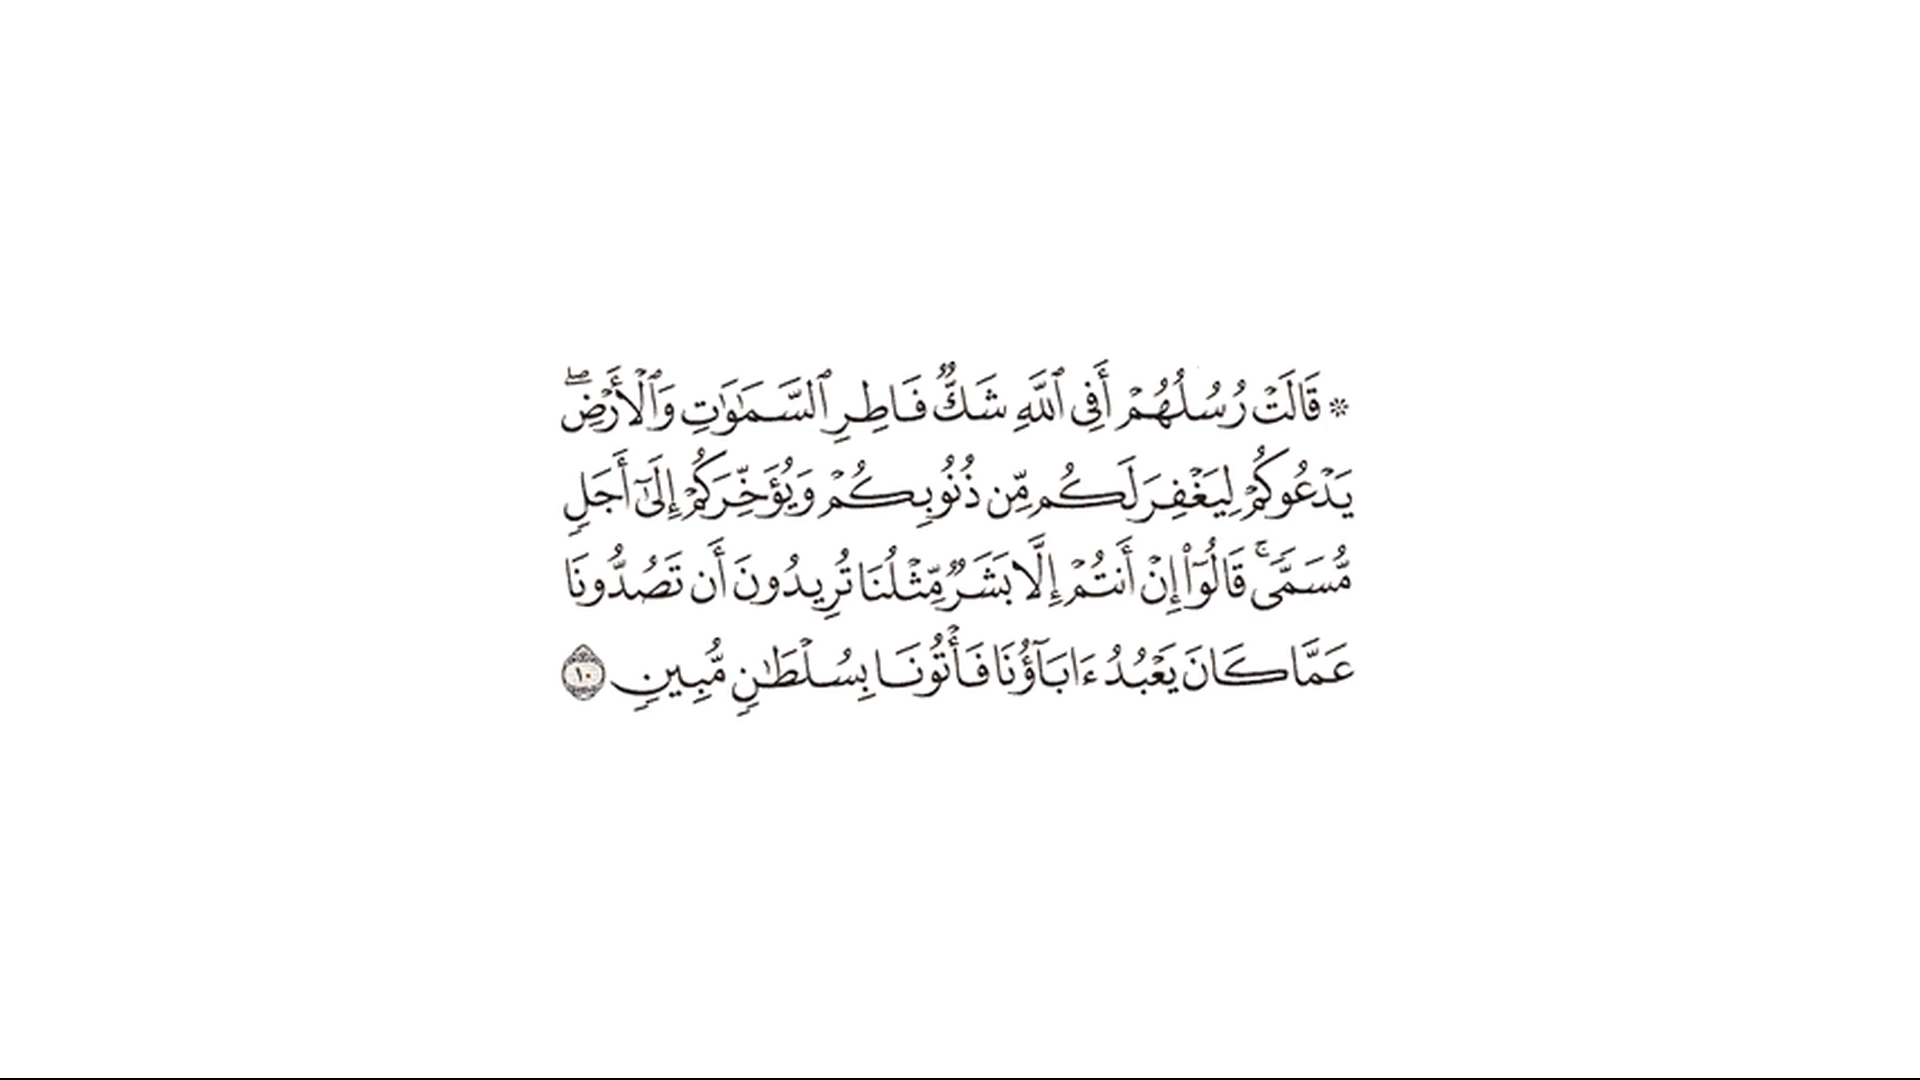 ۞ قَالَتْ رُسُلُهُمْ أَفِى ٱللَّهِ شَكٌّ فَاطِرِ ٱلسَّمَـٰوَٰتِ وَٱلْأَرْضِ ۖ
يَدْعُوكُمْ لِيَغْفِرَ لَكُم مِّن ذُنُوبِكُمْ وَيُؤَخِّرَكُمْ إِلَىٰٓ أَجَلٍ
مُّسَمًّى ۚ قَالُوٓا۟ إِنْ أَنتُمْ إِلَّا بَشَرٌ مِّثْلُنَا تُرِيدُونَ أَن تَصُدُّونَا
عَمَّا كَانَ يَعْبُدُ ءَابَآؤُنَا فَأْتُونَا بِسُلْطَـٰنٍ مُّبِينٍ ١٠